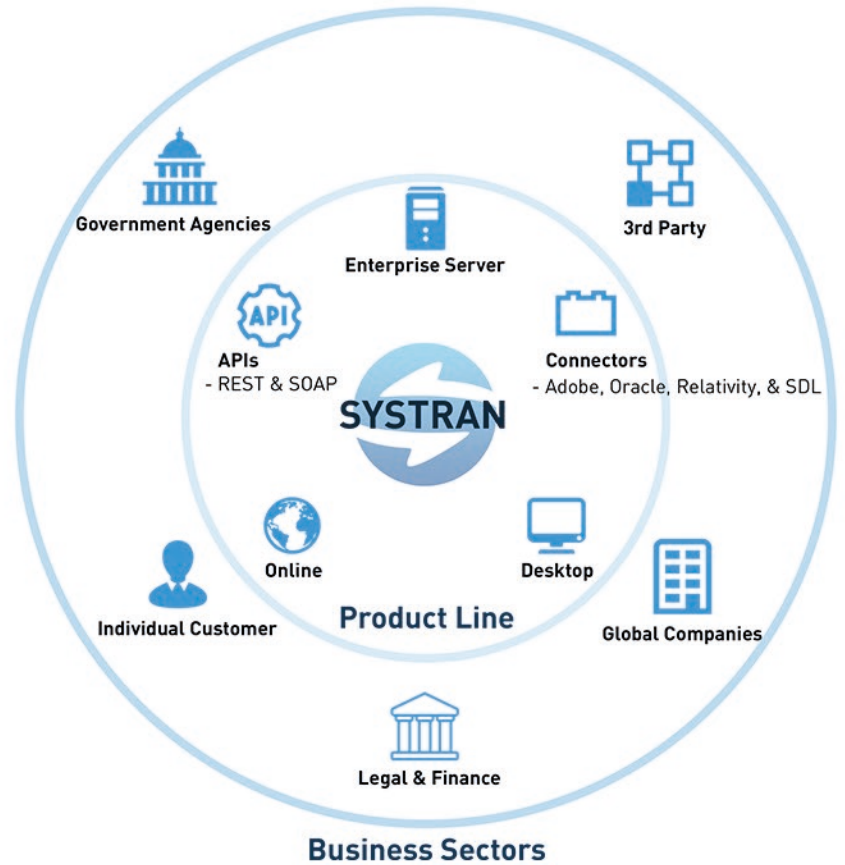 Government Agencies
3rd Party
Enterprise Server
API
APIs
- REST & SOAP
Connectors
- Adobe, Oracle, Relativity, & SDL
SYSTRAN
Online
Desktop
Individual Customer
Product Line
Global Companies
Legal & Finance
Business Sectors